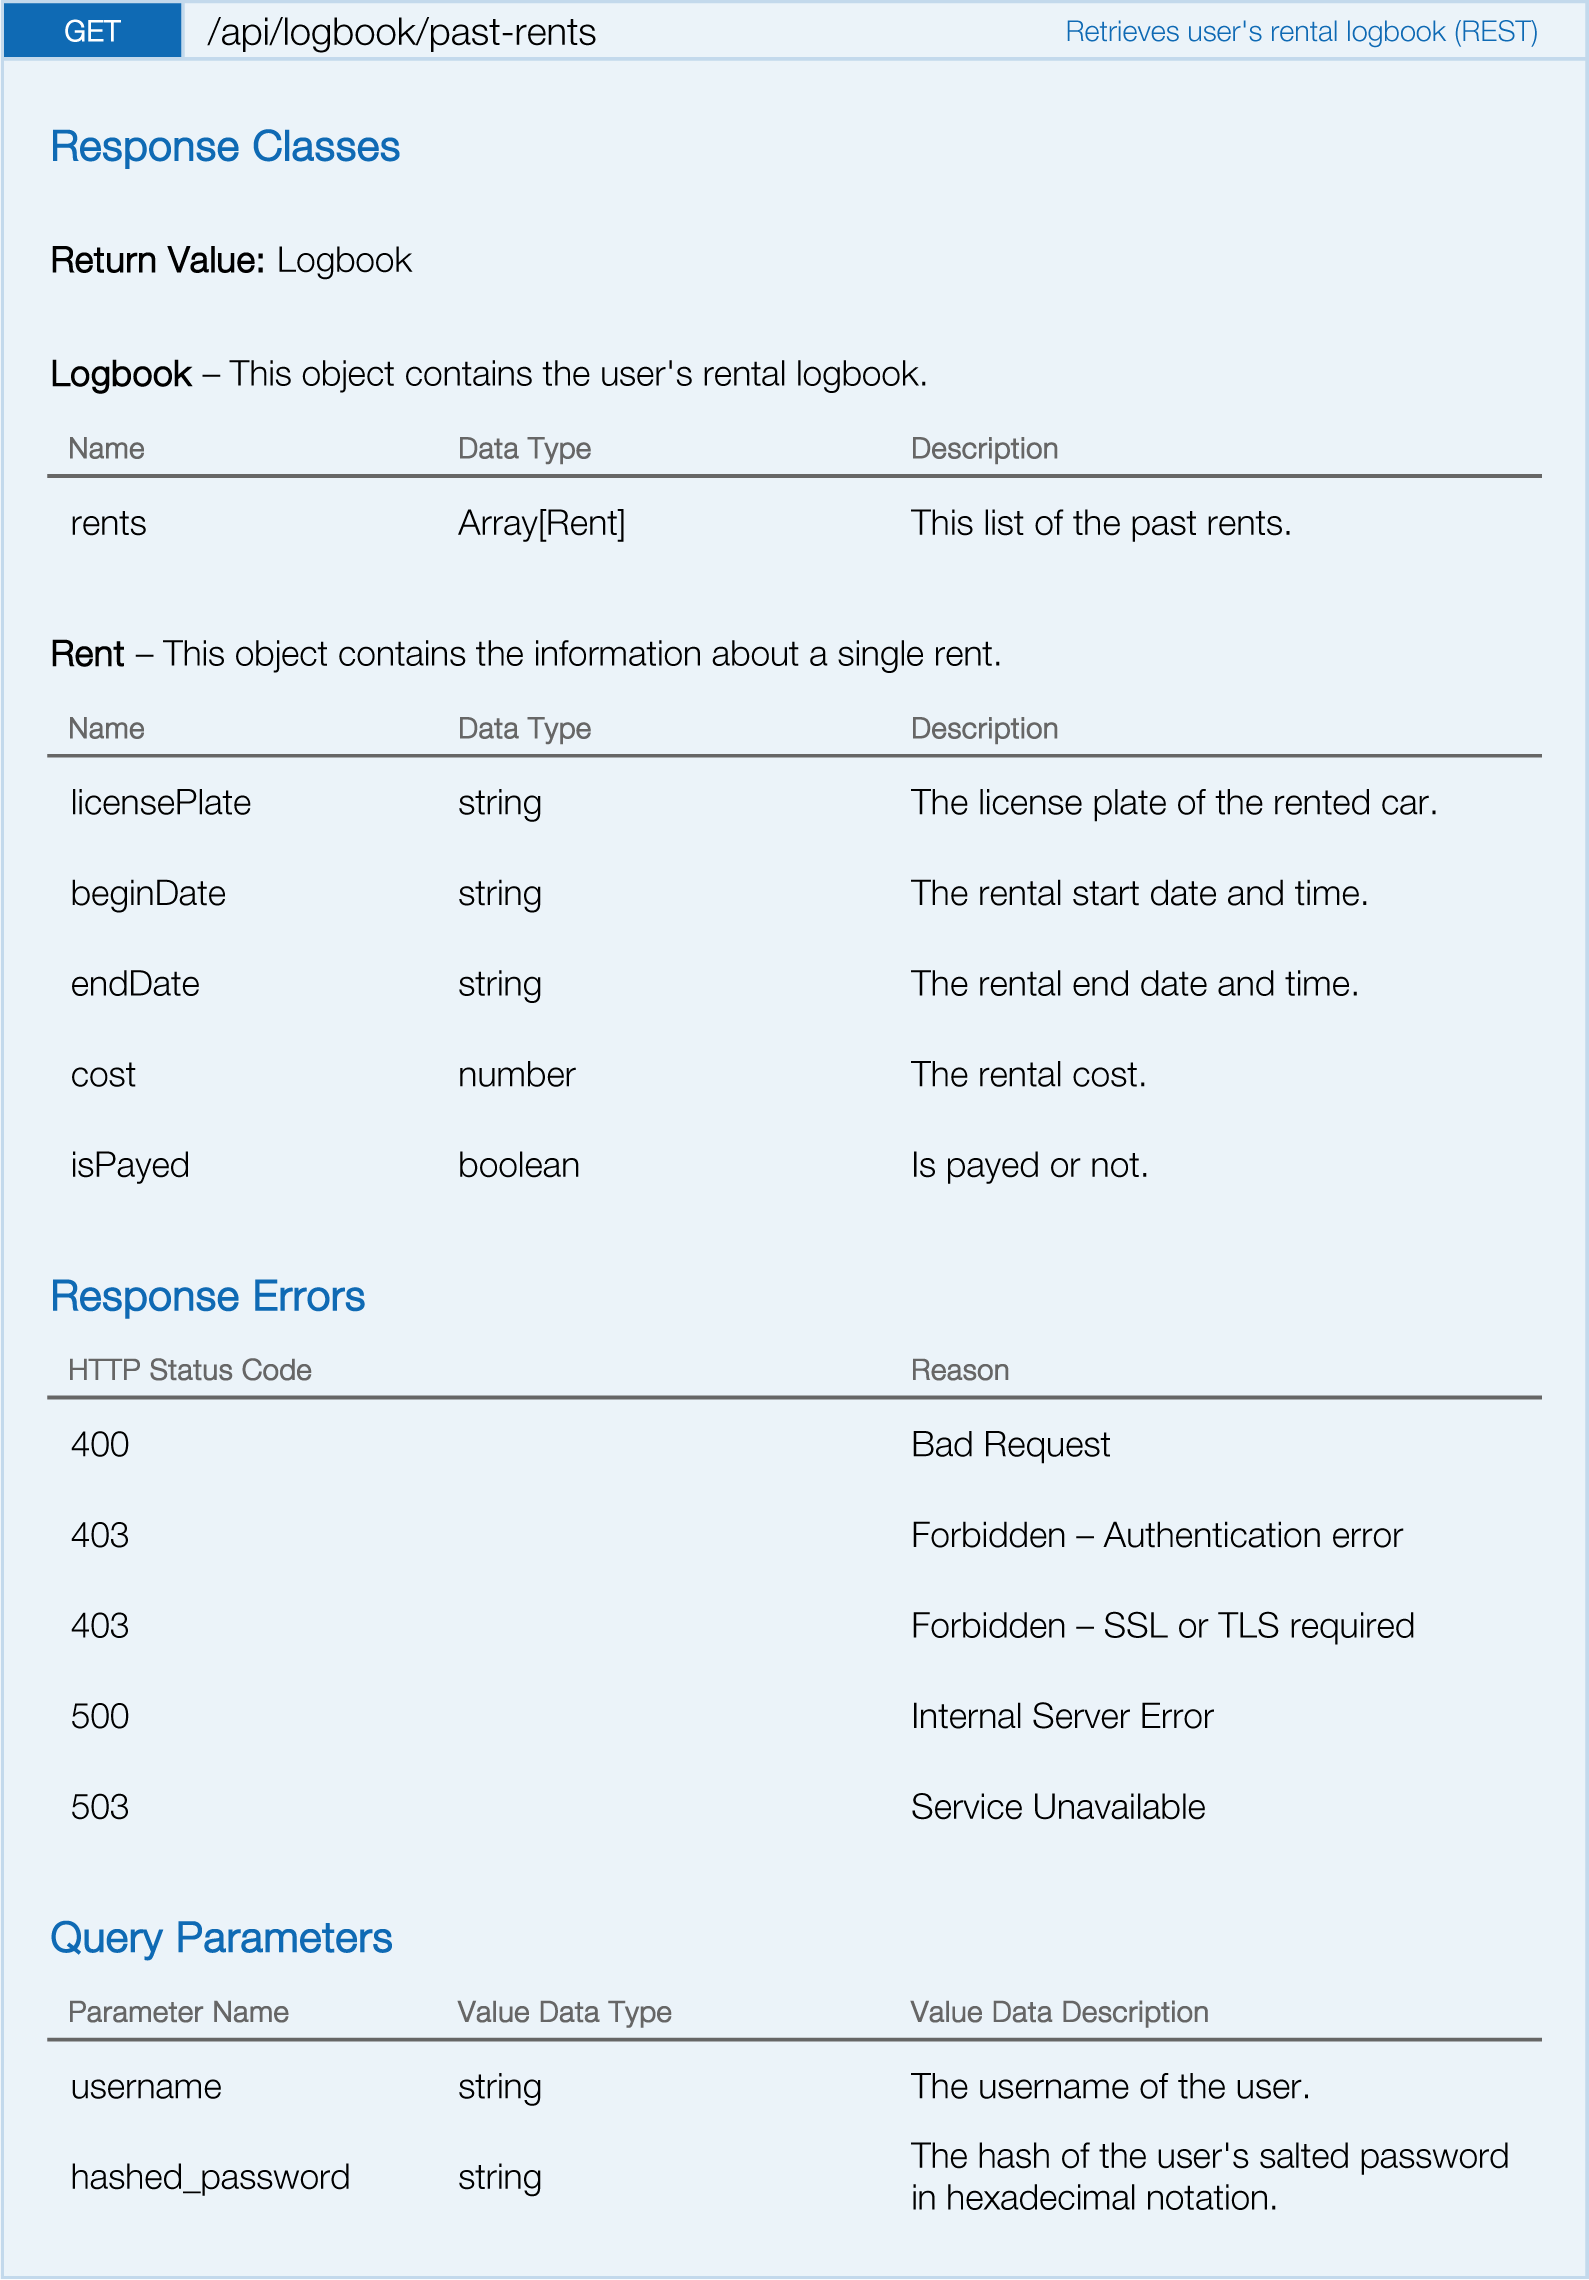 GET /api/logbook/past-rents Retrieves user's rental logbook (REST)
Response Classes
Return Value: Logbook
Logbook – This object contains the user's rental logbook.
Name Data Type Description
rents Array[Rent] This list of the past rents.
Rent – This object contains the information about a single rent.
Name Data Type Description
licensePlate string The license plate of the rented car.
beginDate string The rental start date and time.
endDate string The rental end date and time.
cost number The rental cost.
isPayed boolean Is payed or not.
Response Errors
HTTP Status Code Reason
400 Bad Request
403 Forbidden – Authentication error
403 Forbidden – SSL or TLS required
500 Internal Server Error
503 Service Unavailable
Query Parameters
Parameter Name Value Data Type Value Data Description
username string The username of the user.
hashed_password string The hash of the user's salted password
in hexadecimal notation.